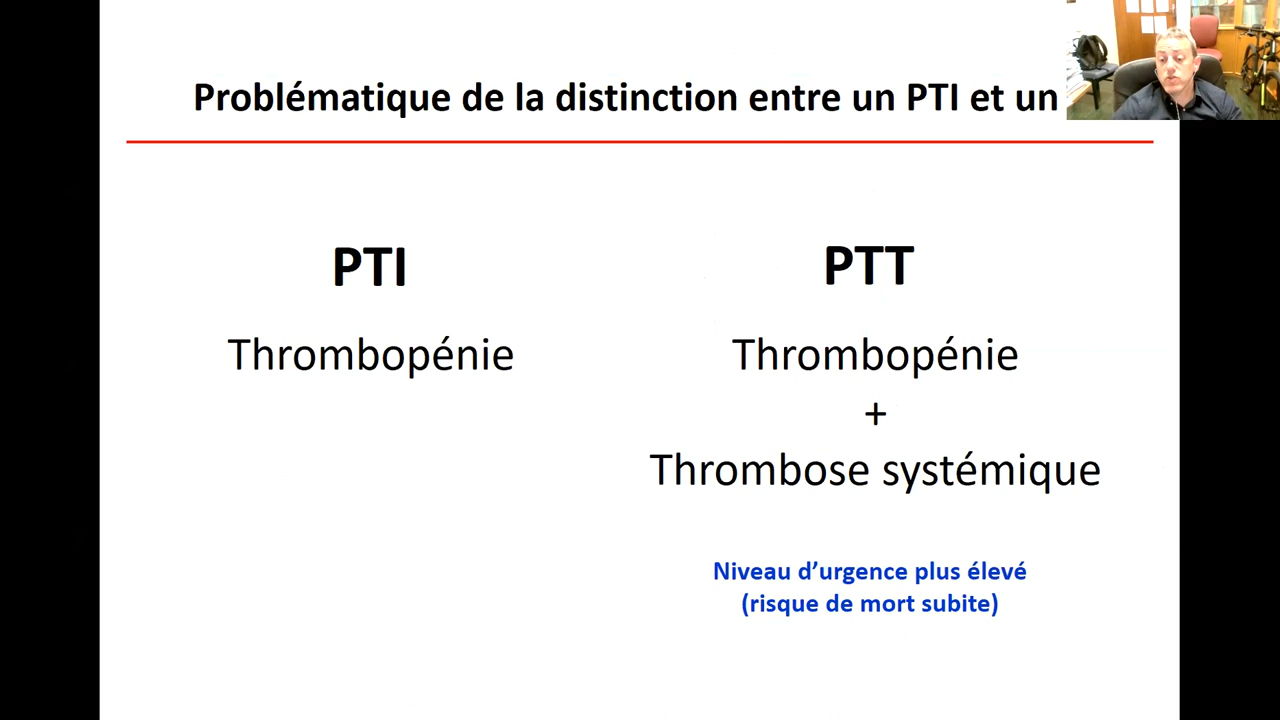 Problématique de la distinction entre un PTI et un
PTI
Thrombopénie
PTT
Thrombopénie
+
Thrombose systémique
Niveau d’urgence plus élevé
(risque de mort subite)